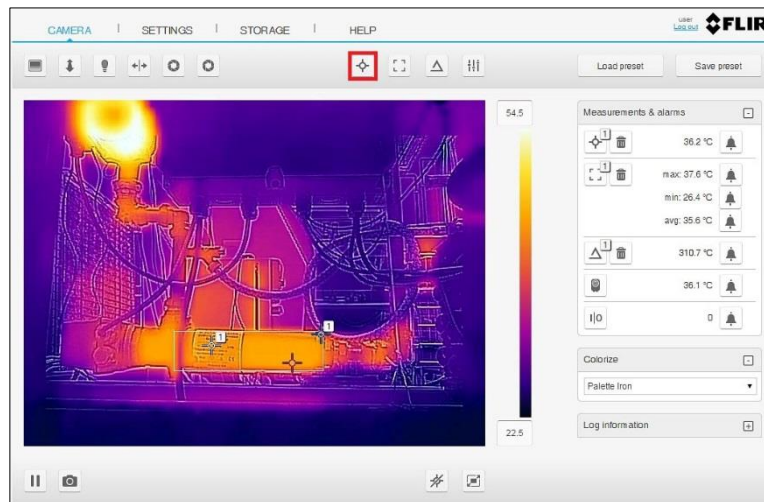 CAMERA | SETTINGS | STORAGE | HELP
user
Log out
FLIR
Load preset
Save preset
54.5
22.5
Measurements & alarms
1
36.2 °C
1
max: 37.6 °C
min: 26.4 °C
avg: 35.6 °C
1
310.7 °C
36.1 °C
I|O
0
Colorize
Palette Iron
Log information
1
1